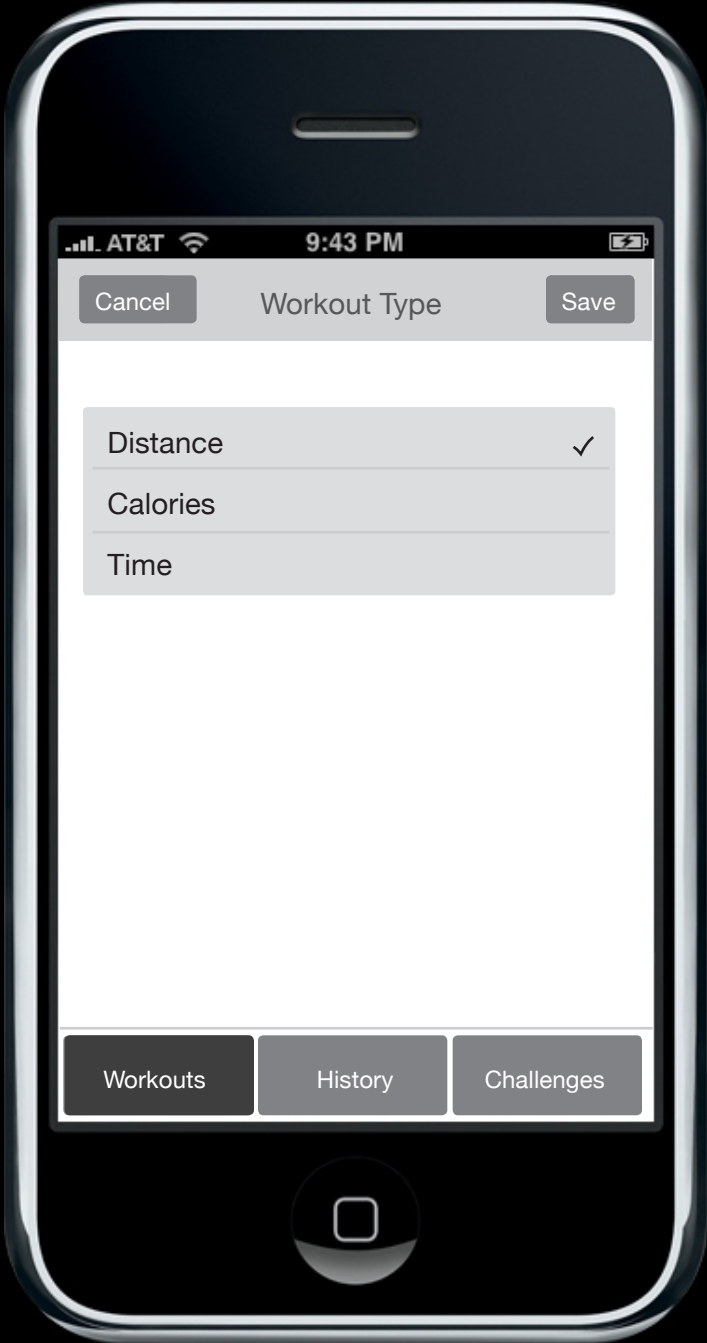 AT&T 9:43 PM
Cancel Workout Type Save
Distance
Calories
Time
Workouts History Challenges